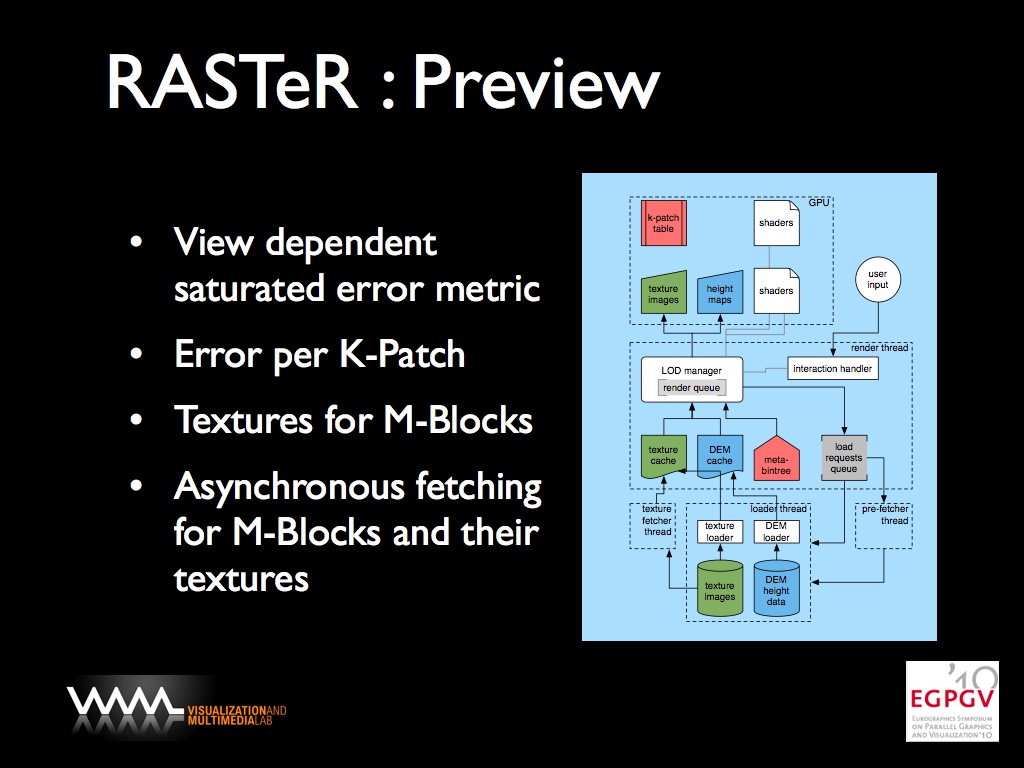 RASTeR : Preview
• View dependent
saturated error metric
• Error per K-Patch
• Textures for M-Blocks
• Asynchronous fetching
for M-Blocks and their
textures
GPU
k-patch
table
shaders
texture
images
height
maps
shaders
user
input
render thread
LOD manager
render queue
interaction handler
texture
cache
DEM
cache
meta-
bintree
load
requests
queue
texture
fetcher
thread
loader thread
texture
loader
DEM
loader
pre-fetcher
thread
texture
images
DEM
height
data
VISUALIZATIONAND
MULTIMEDIALAB
'10
EGPGV
EUROGRAPHICS SYMPOSIUM
ON PARALLEL GRAPHICS
AND VISUALIZATION'10